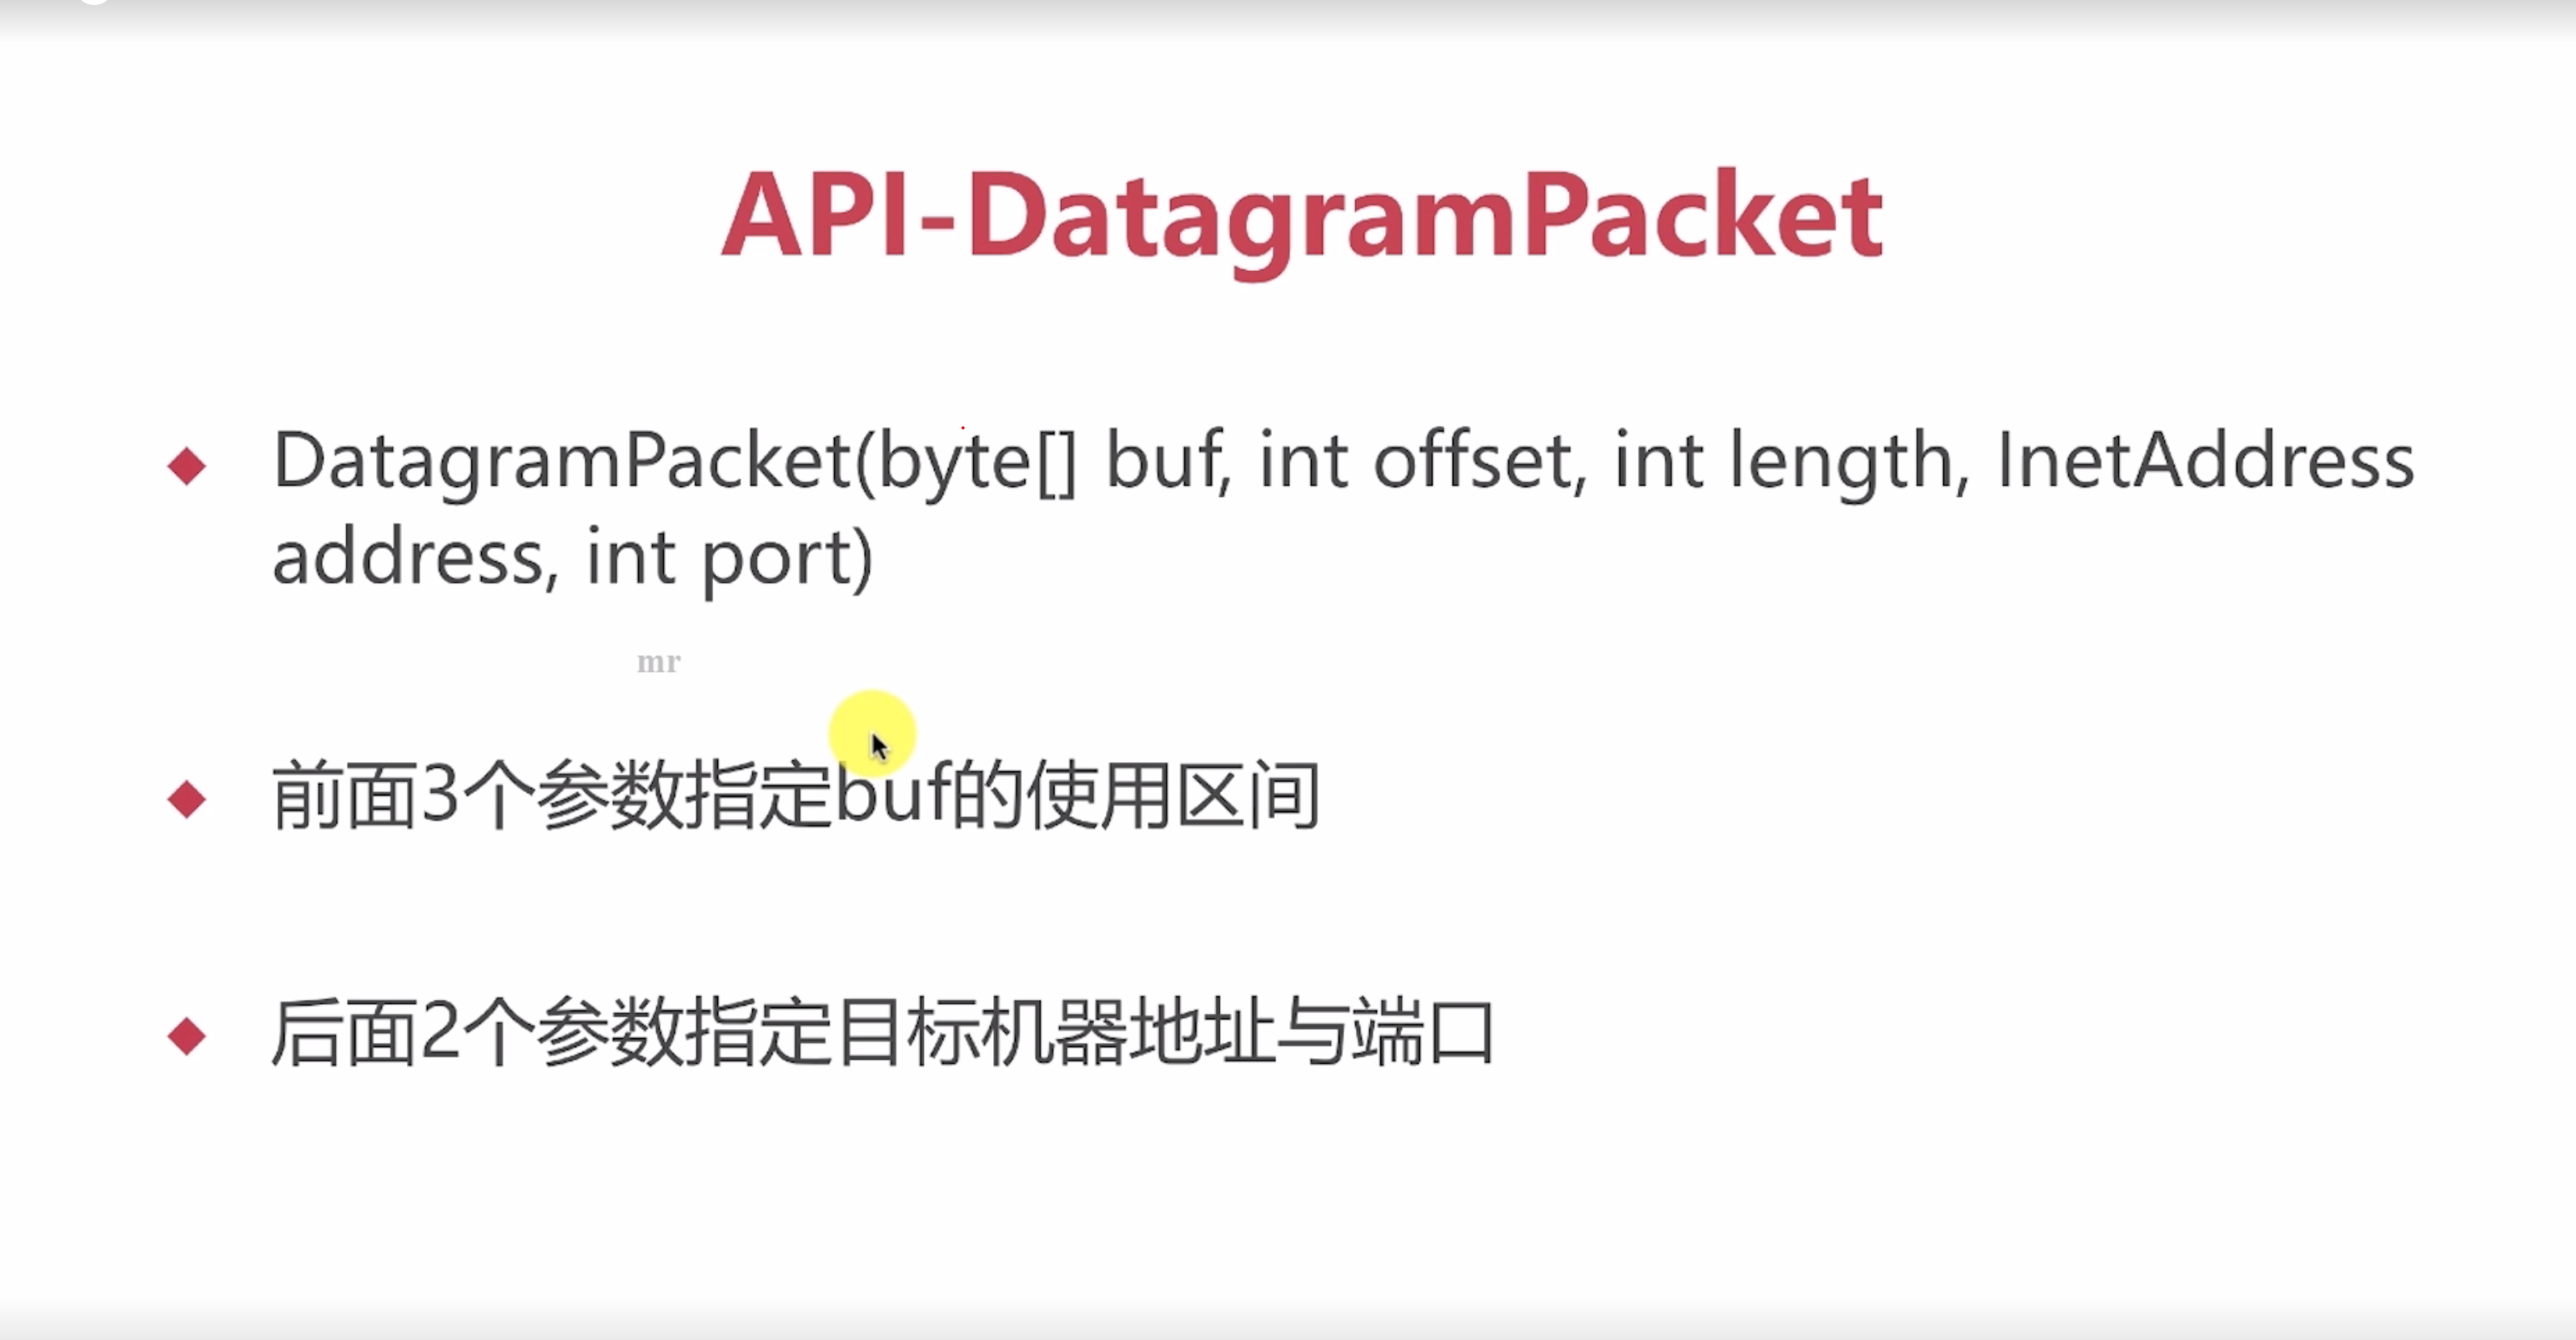 API-DatagramPacket
DatagramPacket(byte[] buf, int offset, int length, InetAddress
address, int port)
mr
前面3个参数指定buf的使用区间
后面2个参数指定目标机器地址与端口